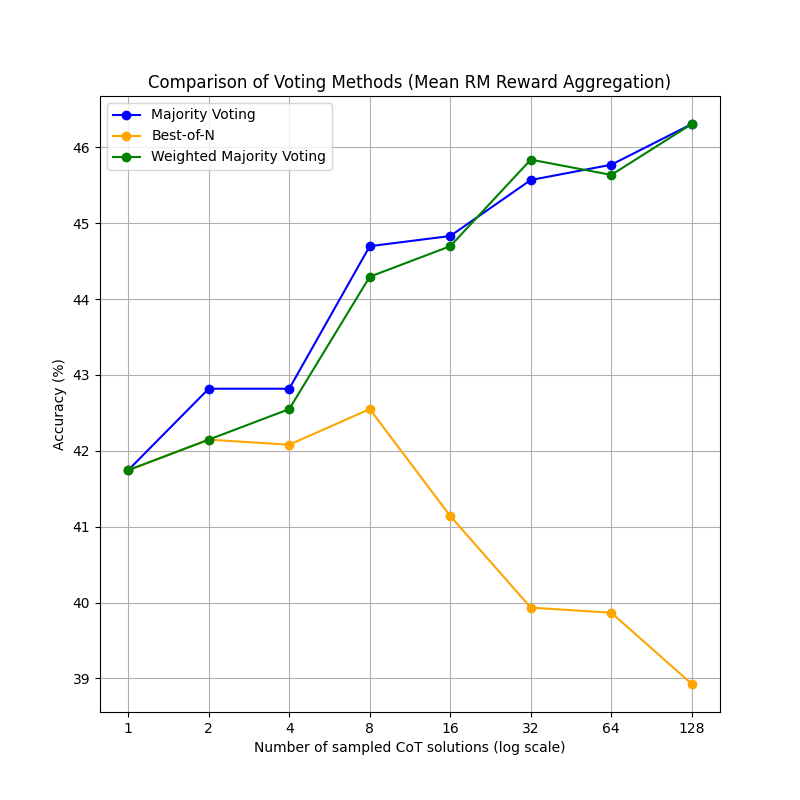 Comparison of Voting Methods (Mean RM Reward Aggregation)
Majority Voting
Best-of-N
Weighted Majority Voting
Accuracy (%)
46
45
44
43
42
41
40
39
1 2 4 8 16 32 64 128
Number of sampled CoT solutions (log scale)